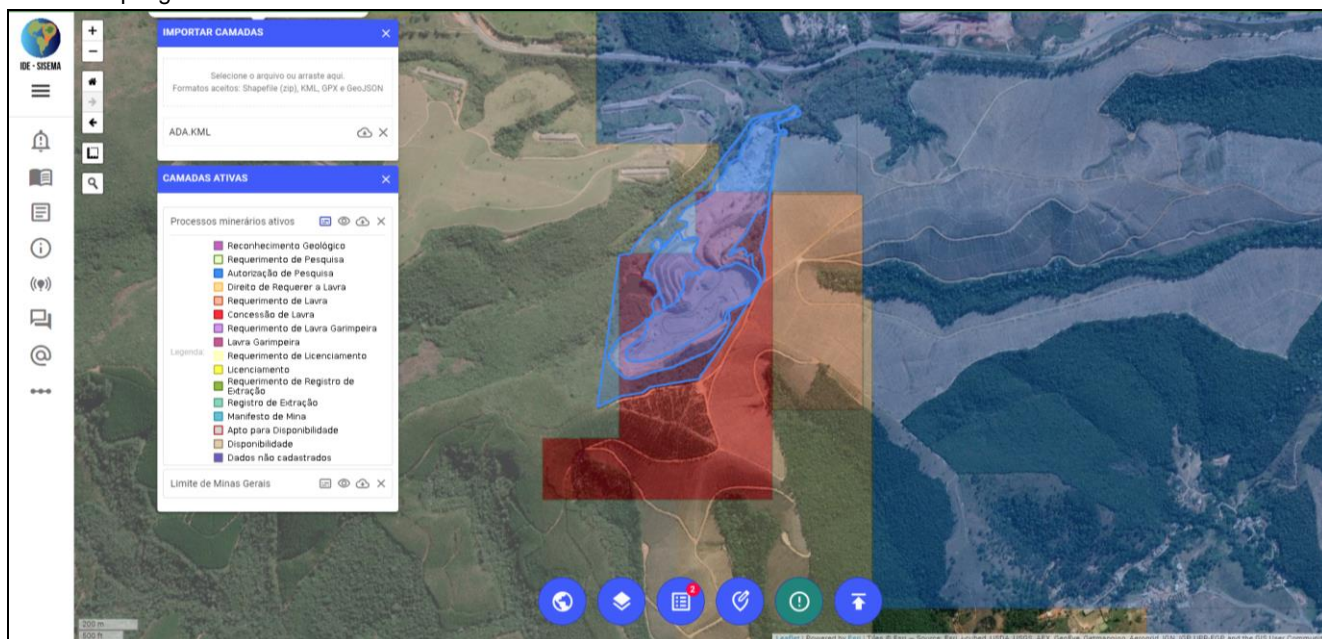 IMPORTAR CAMADAS
Selecione o arquivo ou arraste aqui.
Formatos aceitos: Shapefile (zip), KML, GPX e GeoJSON
ADA.KML
IDE - SISEMA
CAMADAS ATIVAS
Processos minerários ativos
Legenda:
Reconhecimento Geológico
Requerimento de Pesquisa
Autorização de Pesquisa
Direito de Requerer a Lavra
Requerimento de Lavra
Concessão de Lavra
Requerimento de Lavra Garimpeira
Lavra Garimpeira
Requerimento de Licenciamento
Licenciamento
Requerimento de Registro de
Extração
Registro de Extração
Manifesto de Mina
Apto para Disponibilidade
Disponibilidade
Dados não cadastrados
Limite de Minas Gerais
2
200 m
500 ft